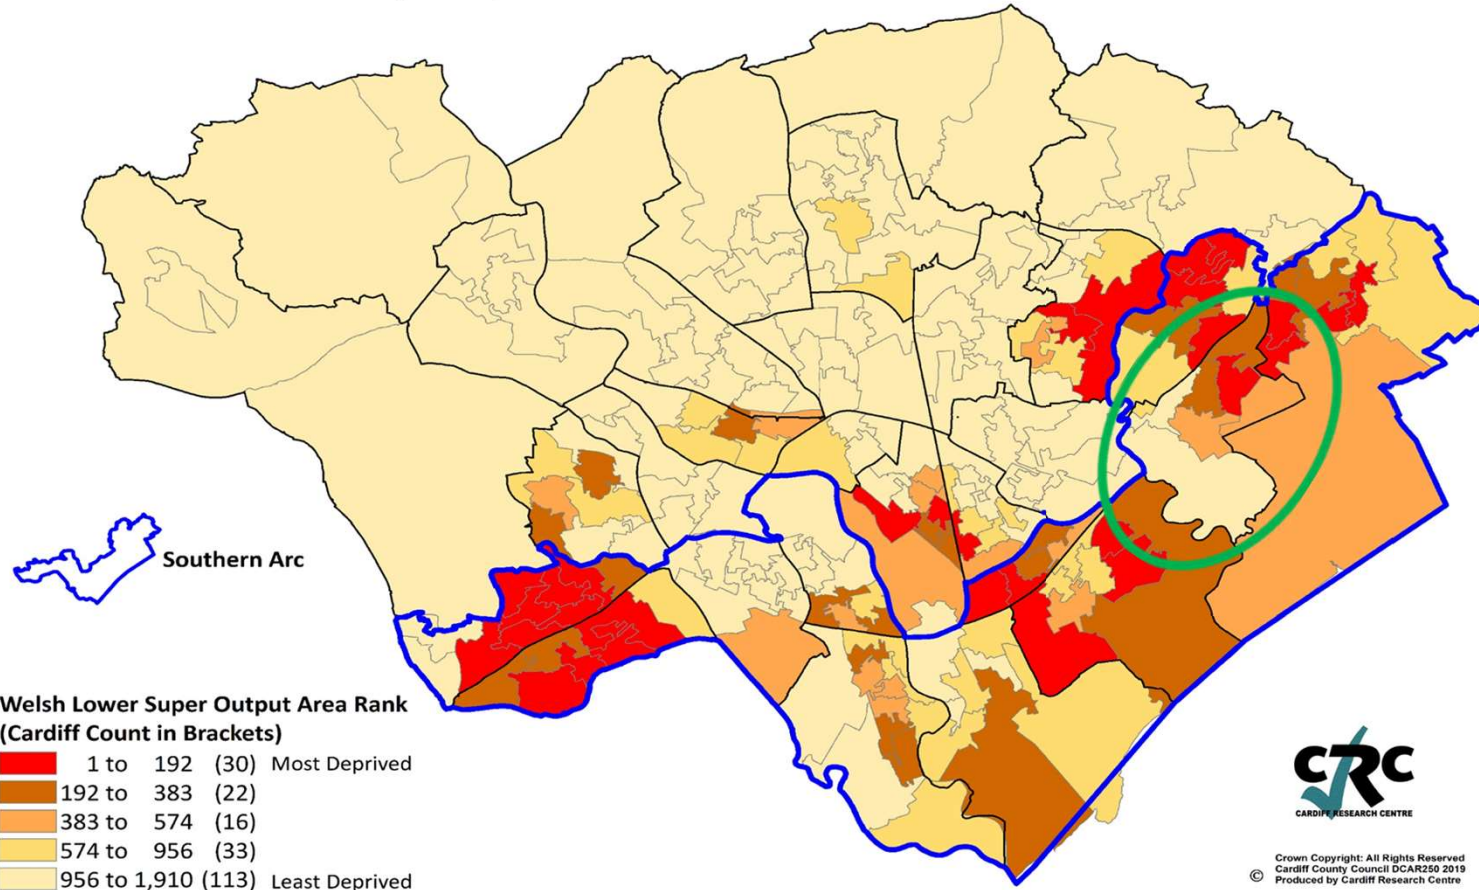 Southern Arc
Welsh Lower Super Output Area Rank
(Cardiff Count in Brackets)
1 to 192 (30) Most Deprived
192 to 383 (22)
383 to 574 (16)
574 to 956 (33)
956 to 1,910 (113) Least Deprived
CRC
CARDIFF RESEARCH CENTRE
Crown Copyright: All Rights Reserved
Cardiff County Council DCAR250 2019
© Produced by Cardiff Research Centre